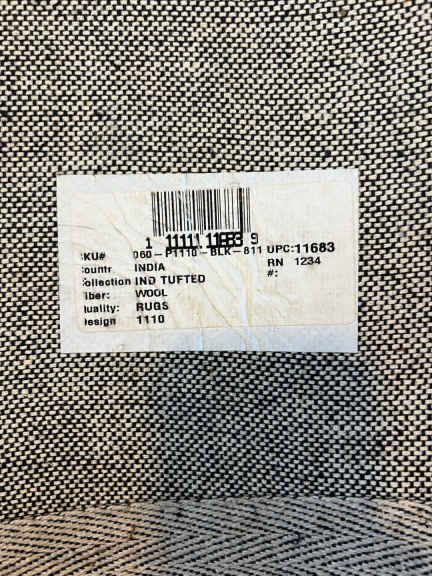 1 11111 11683 9
KU# 060-P1110-BLK-811 UPC:11683
ountr INDIA RN 1234
ollection IND TUFTED #:
iber: WOOL
uality: RUGS
esign 1110